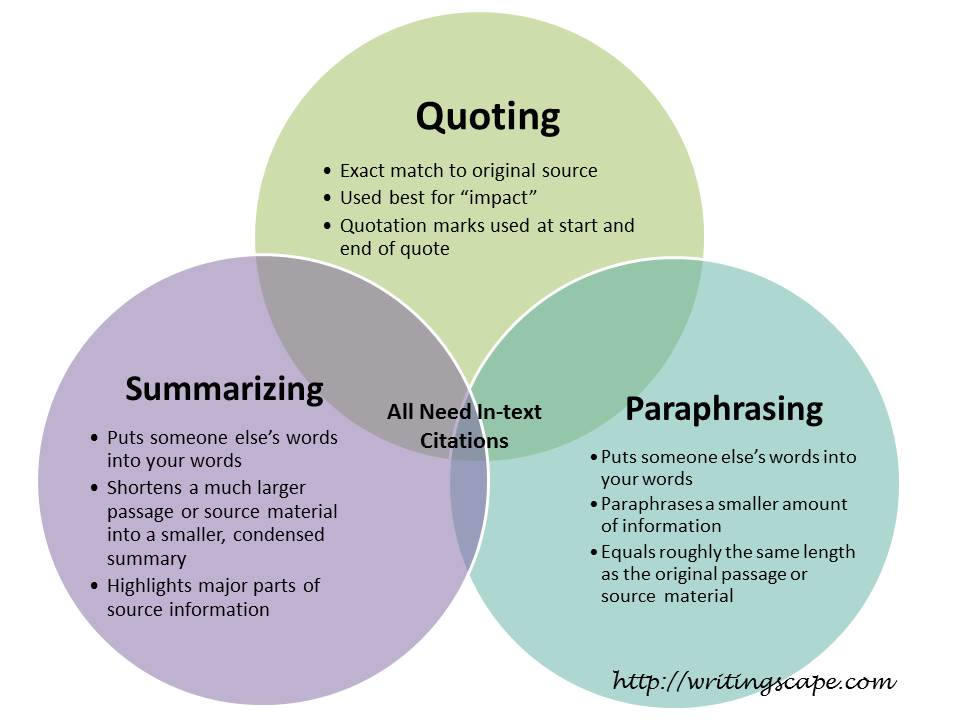 Quoting
• Exact match to original source
• Used best for “impact”
• Quotation marks used at start and
end of quote
Summarizing
• Puts someone else’s words
into your words
• Shortens a much larger
passage or source material
into a smaller, condensed
summary
• Highlights major parts of
source information
All Need In-text
Citations
Paraphrasing
• Puts someone else’s words into
your words
• Paraphrases a smaller amount
of information
• Equals roughly the same length
as the original passage or
source material
http://writingscape.com